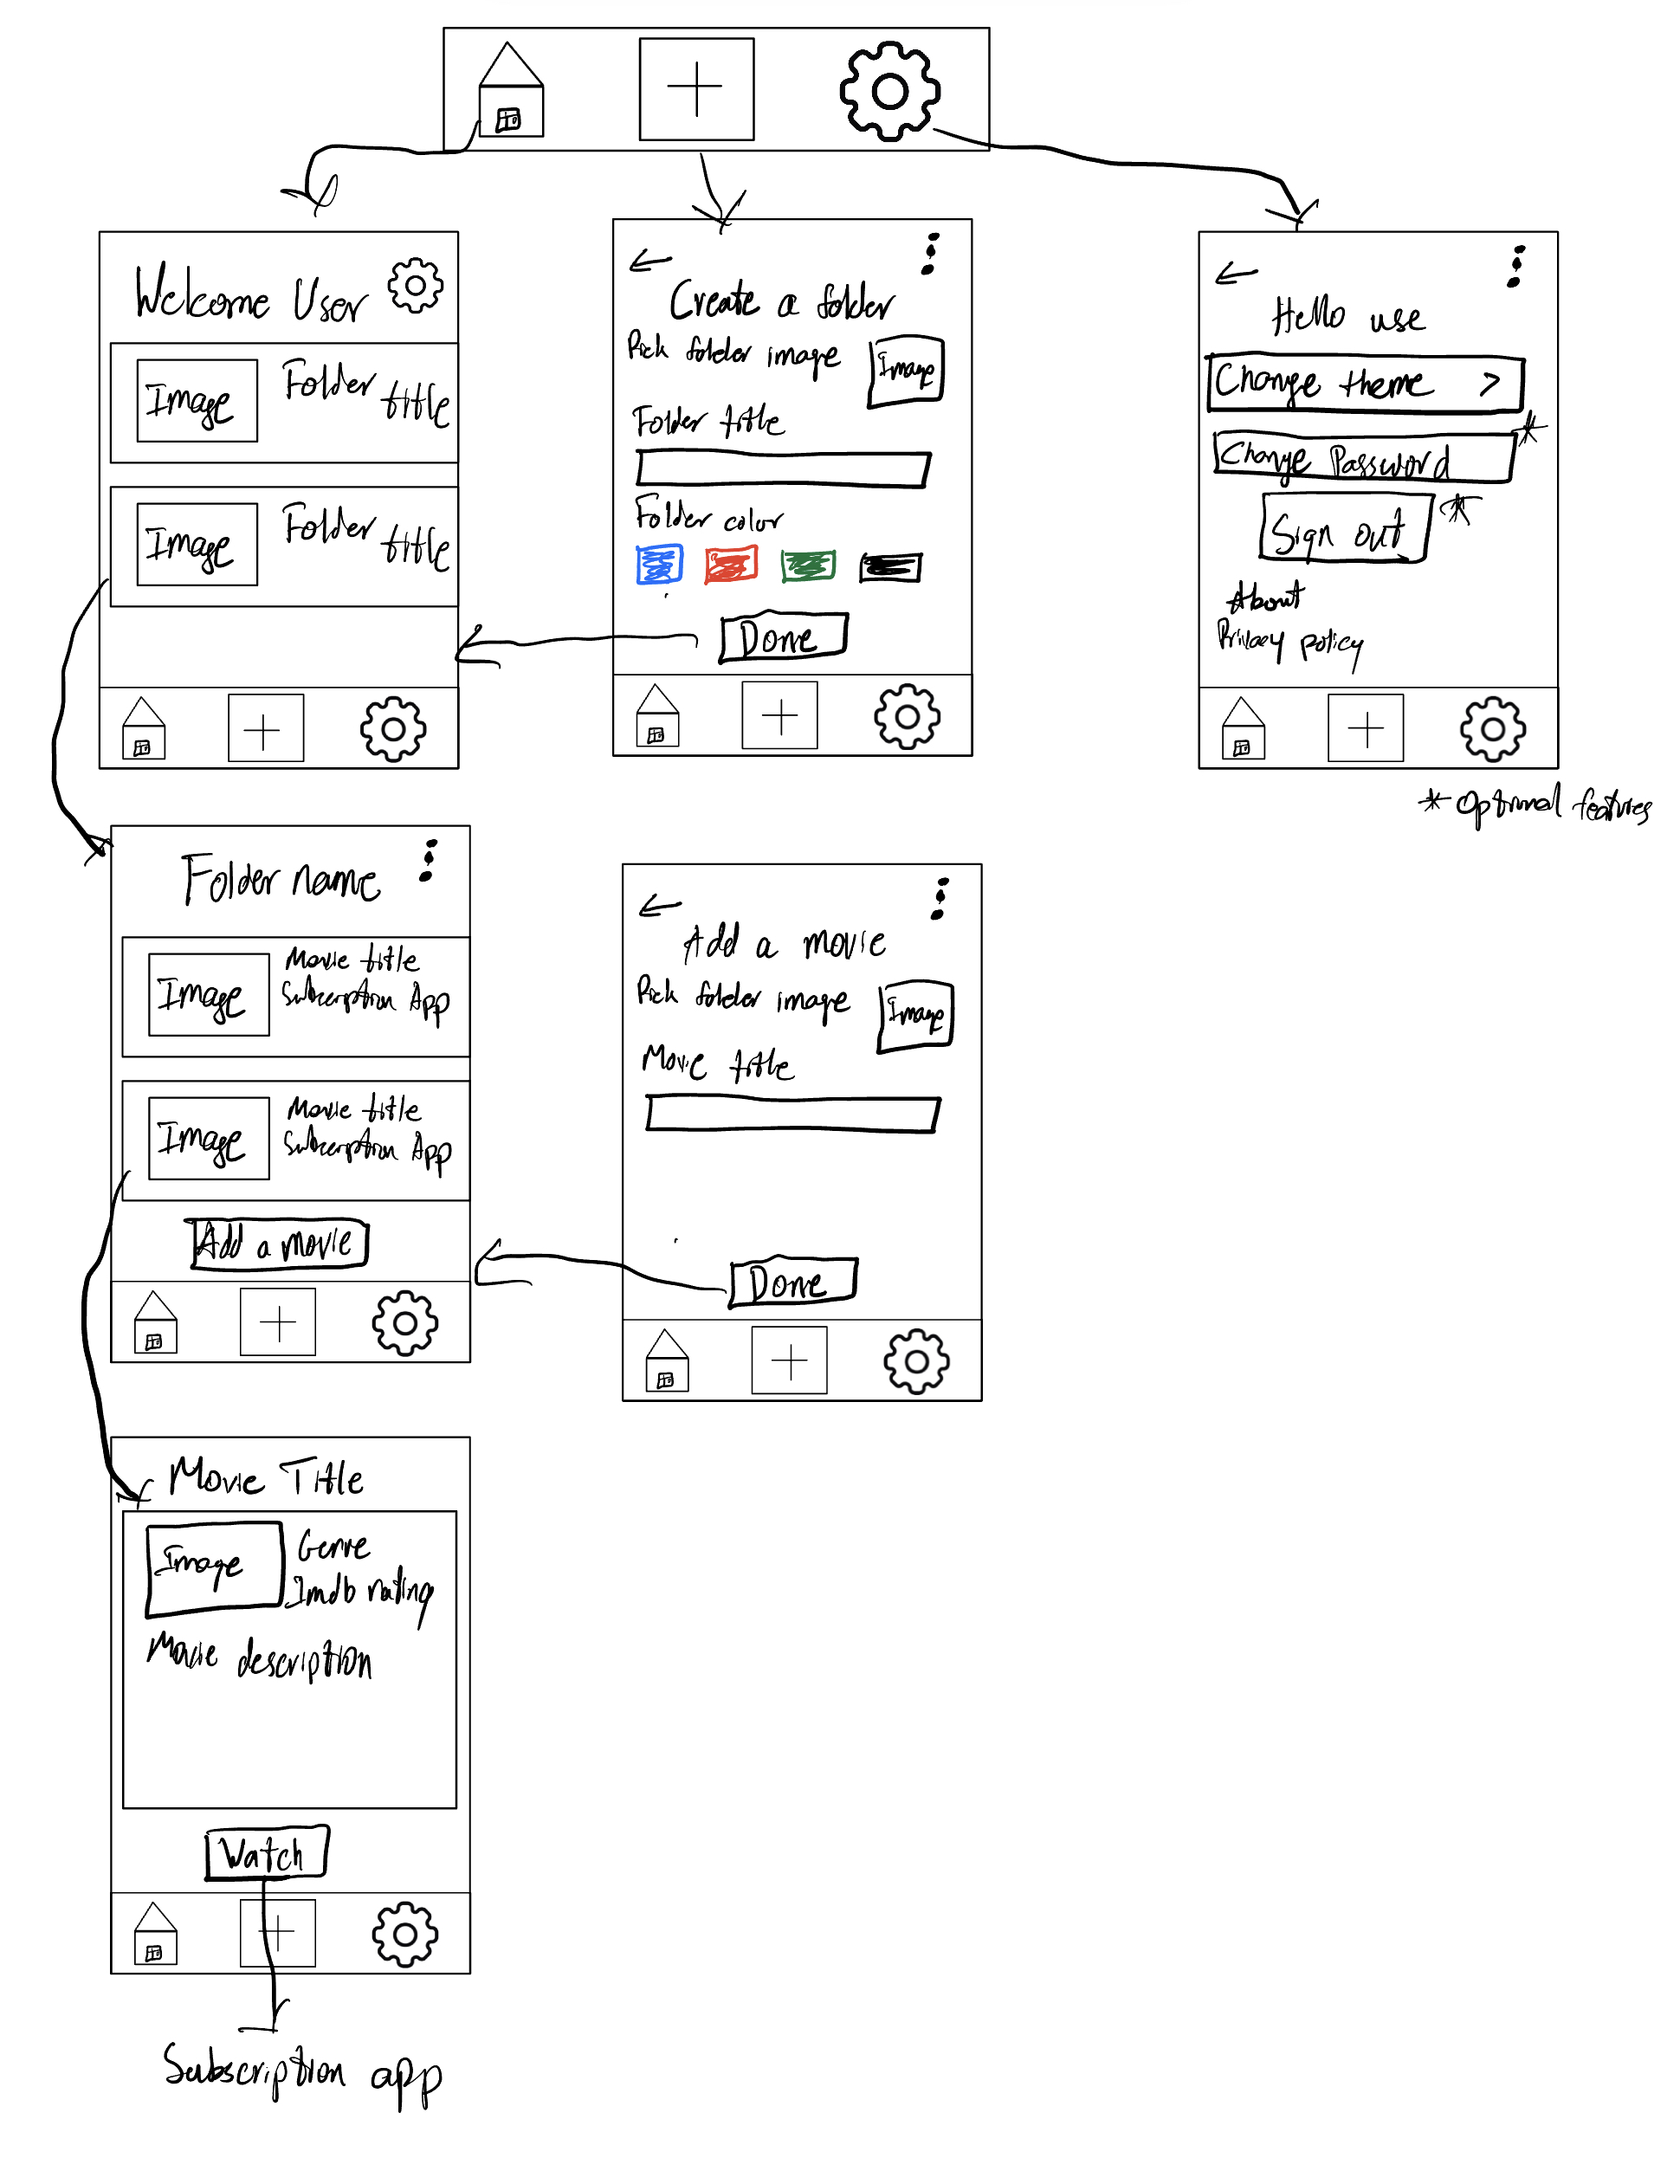 Welcome User
Image
Folder
title
Image
Folder
title
Create a folder
Pick folder image
Image
Folder title
Folder color
Done
Hello use
Change theme >
Change Password *
Sign out *
About
Privacy policy
* Optional features
Folder name
Image
Movie title
Subscription App
Image
Movie title
Subscription App
Add a movie
Add a movie
Pick folder image
Image
Movie title
Done
Movie Title
Image
Genre
Imdb rating
Movie description
Watch
Subscription app